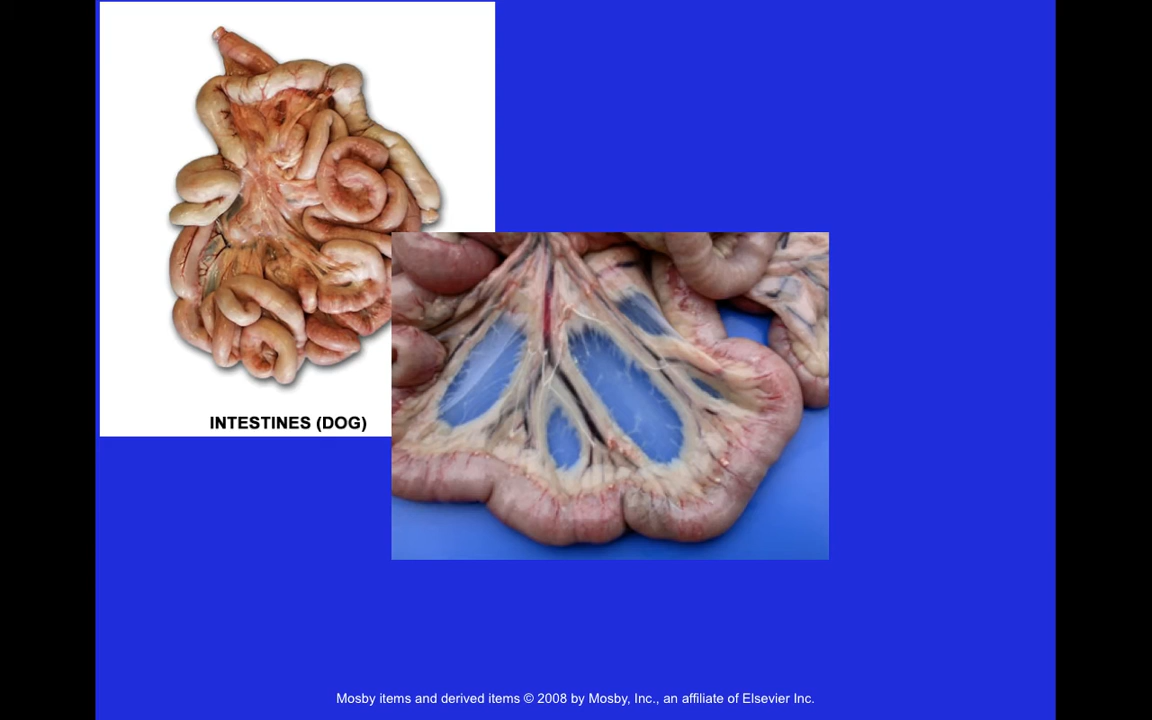 INTESTINES (DOG)
Mosby items and derived items © 2008 by Mosby, Inc., an affiliate of Elsevier Inc.